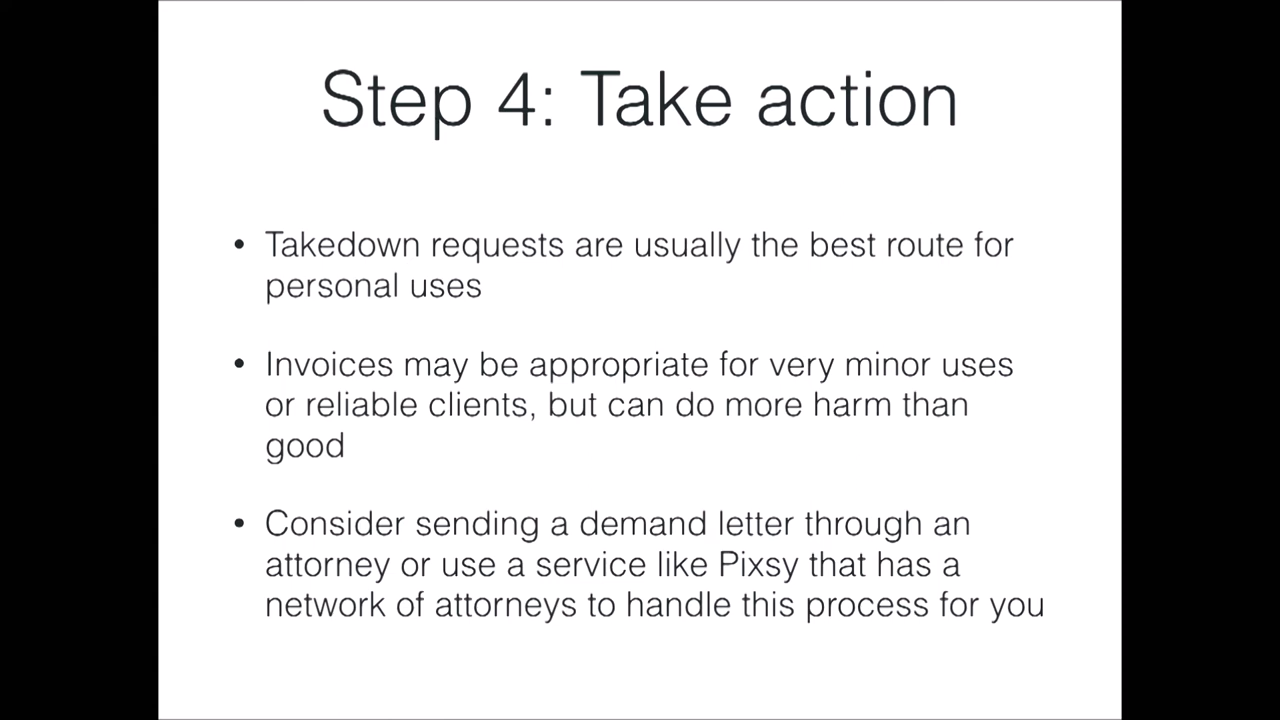 Step 4: Take action
• Takedown requests are usually the best route for
personal uses
• Invoices may be appropriate for very minor uses
or reliable clients, but can do more harm than
good
• Consider sending a demand letter through an
attorney or use a service like Pixsy that has a
network of attorneys to handle this process for you